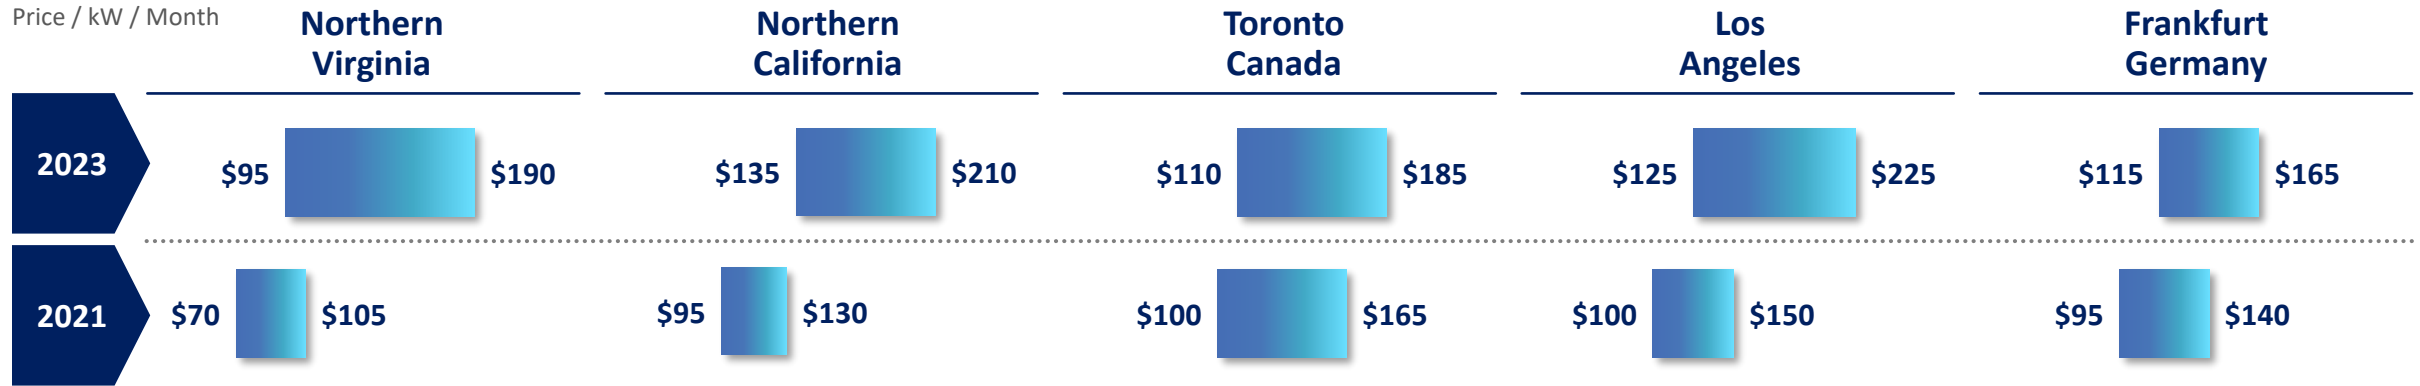 Price / kW / Month
Northern
Virginia
Northern
California
Toronto
Canada
Los
Angeles
Frankfurt
Germany
2023
$95 $190
$135 $210
$110 $185
$125 $225
$115 $165
2021
$70 $105
$95 $130
$100 $165
$100 $150
$95 $140